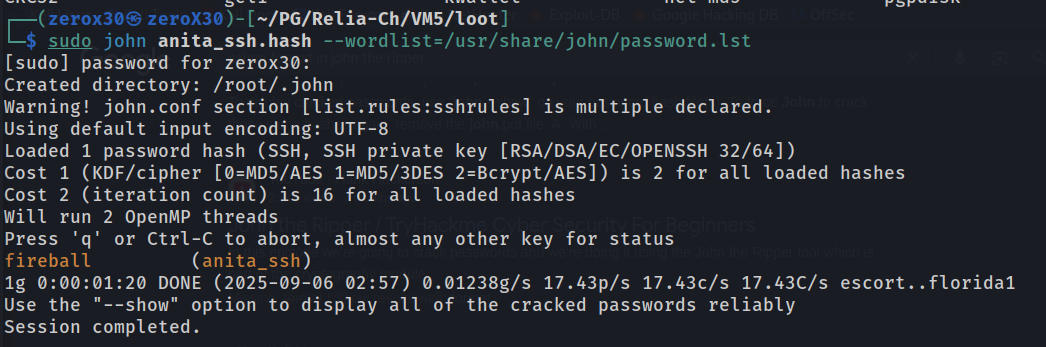 ┌──(zerox30㉿zeroX30)-[~/PG/Relia-Ch/VM5/loot]
└─$ sudo john anita_ssh.hash --wordlist=/usr/share/john/password.lst
[sudo] password for zerox30:
Created directory: /root/.john
Warning! john.conf section [list.rules:sshrules] is multiple declared.
Using default input encoding: UTF-8
Loaded 1 password hash (SSH, SSH private key [RSA/DSA/EC/OPENSSH 32/64])
Cost 1 (KDF/cipher [0=MD5/AES 1=MD5/3DES 2=Bcrypt/AES]) is 2 for all loaded hashes
Cost 2 (iteration count) is 16 for all loaded hashes
Will run 2 OpenMP threads
Press 'q' or Ctrl-C to abort, almost any other key for status
fireball         (anita_ssh)
1g 0:00:01:20 DONE (2025-09-06 02:57) 0.01238g/s 17.43p/s 17.43c/s 17.43C/s escort..florida1
Use the "--show" option to display all of the cracked passwords reliably
Session completed.